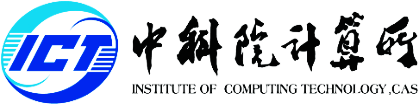 ICT
中科院计算所
INSTITUTE OF COMPUTING TECHNOLOGY,CAS